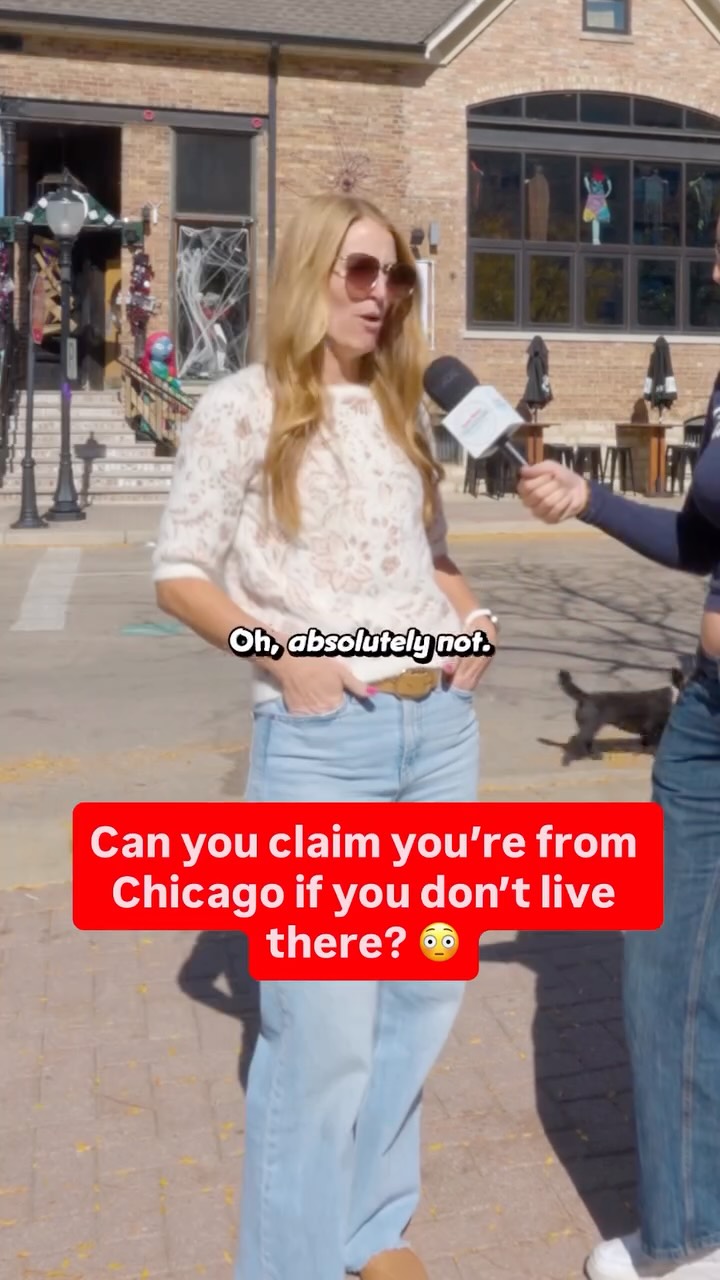 Oh, absolutely not.
Can you claim you’re from
Chicago if you don’t live
there? 😳